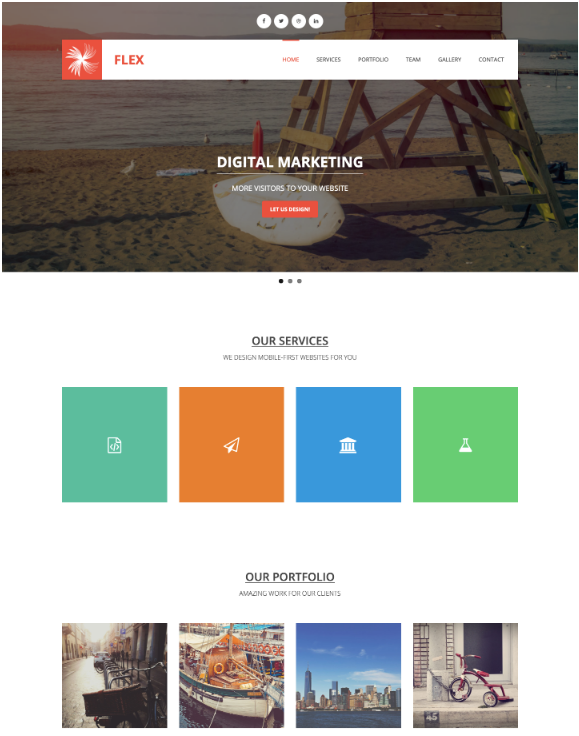 FLEX
HOME SERVICES PORTFOLIO TEAM GALLERY CONTACT
DIGITAL MARKETING
MORE VISITORS TO YOUR WEBSITE
LET US DESIGN!
OUR SERVICES
WE DESIGN MOBILE-FIRST WEBSITES FOR YOU
OUR PORTFOLIO
AMAZING WORK FOR OUR CLIENTS
45